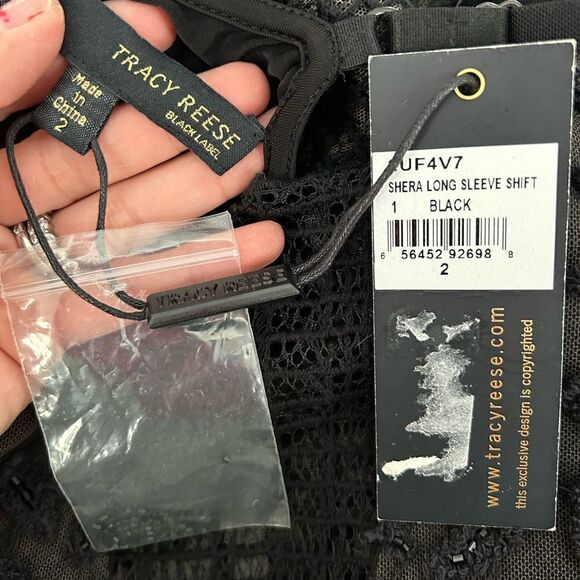 TRACY REESE
BLACK LABEL
Made
in
China
2
TRACY REESE
UF4V7
SHERA LONG SLEEVE SHIFT
1 BLACK
6 56452 92698 8
2
www.tracyreese.com
this exclusive design is copyrighted